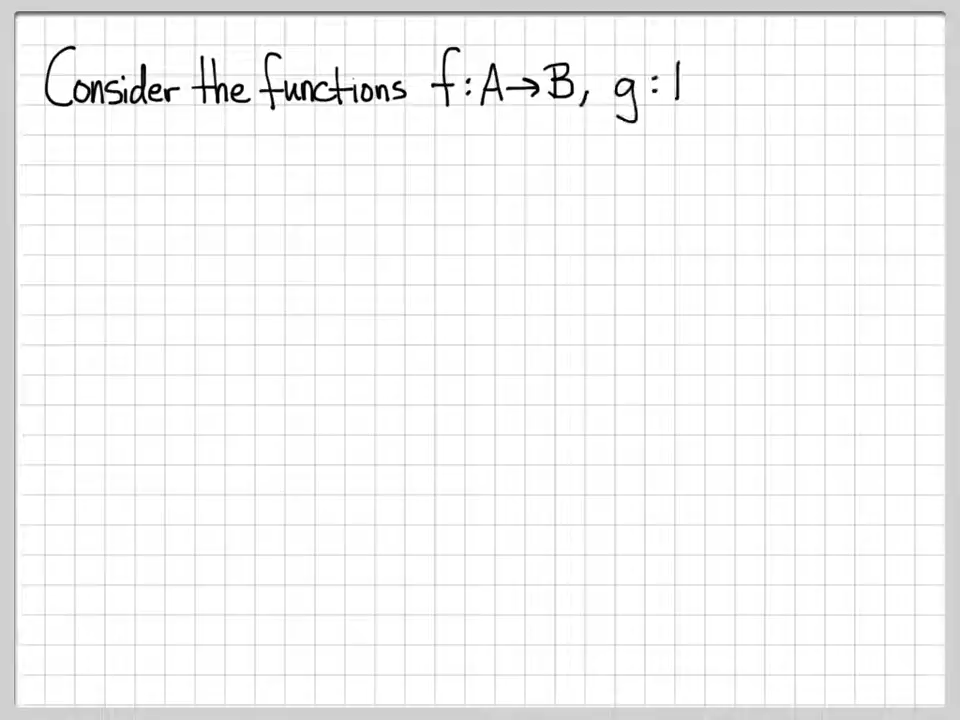 Consider the functions f: A→B, g: |